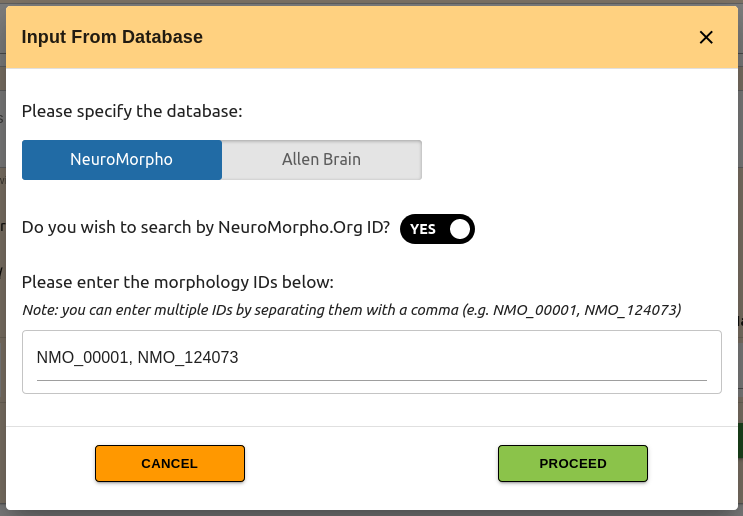 Input From Database
Please specify the database:
NeuroMorpho Allen Brain
Do you wish to search by NeuroMorpho.Org ID? YES
Please enter the morphology IDs below:
Note: you can enter multiple IDs by separating them with a comma (e.g. NMO_00001, NMO_124073)
NMO_00001, NMO_124073
CANCEL PROCEED